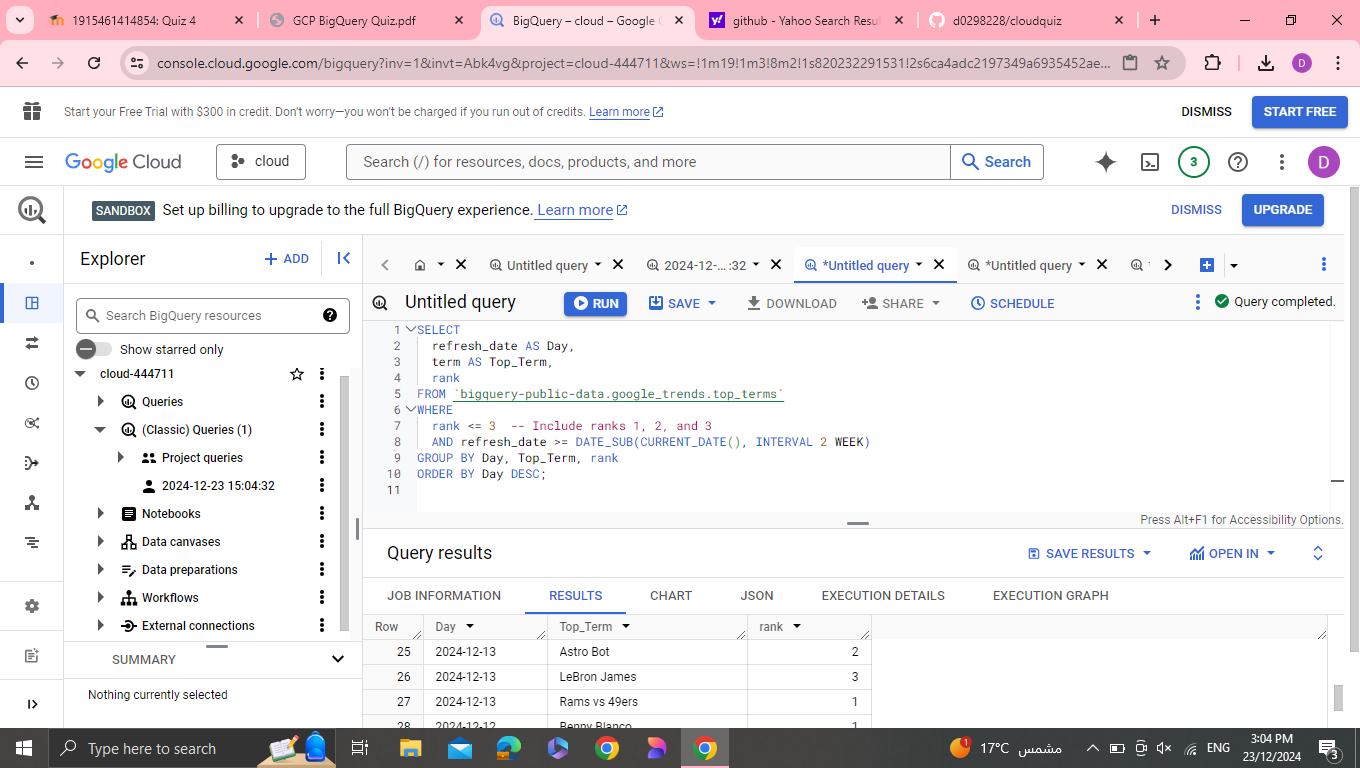 1915461414854: Quiz 4
GCP BigQuery Quiz.pdf
BigQuery – cloud – Google C
github - Yahoo Search Resul
d0298228/cloudquiz
console.cloud.google.com/bigquery?inv=1&invt=Abk4vg&project=cloud-444711&ws=!1m19!1m3!8m2!1s820232291531!2s6ca4adc2197349a6935452ae...
D
Start your Free Trial with $300 in credit. Don't worry—you won't be charged if you run out of credits. Learn more
DISMISS
START FREE
Google Cloud
cloud
Search (/) for resources, docs, products, and more
Search
3
D
SANDBOX Set up billing to upgrade to the full BigQuery experience. Learn more
DISMISS
UPGRADE
Explorer
+ ADD
Untitled query
2024-12-...:32
*Untitled query
*Untitled query
Untitled query
RUN
SAVE
DOWNLOAD
SHARE
SCHEDULE
Query completed.
Search BigQuery resources
Show starred only
cloud-444711
Queries
(Classic) Queries (1)
Project queries
2024-12-23 15:04:32
Notebooks
Data canvases
Data preparations
Workflows
External connections
SUMMARY
Nothing currently selected
1 SELECT
2 refresh_date AS Day,
3 term AS Top_Term,
4 rank
5 FROM `bigquery-public-data.google_trends.top_terms`
6 WHERE
7 rank <= 3 -- Include ranks 1, 2, and 3
8 AND refresh_date >= DATE_SUB(CURRENT_DATE(), INTERVAL 2 WEEK)
9 GROUP BY Day, Top_Term, rank
10 ORDER BY Day DESC;
11
Press Alt+F1 for Accessibility Options.
Query results
SAVE RESULTS
OPEN IN
JOB INFORMATION
RESULTS
CHART
JSON
EXECUTION DETAILS
EXECUTION GRAPH
Row Day Top_Term rank
25 2024-12-13 Astro Bot 2
26 2024-12-13 LeBron James 3
27 2024-12-13 Rams vs 49ers 1
28 2024-12-12 Benny Blanco 1
Type here to search
1
17°C مشمس
ENG
3:04 PM
23/12/2024
3